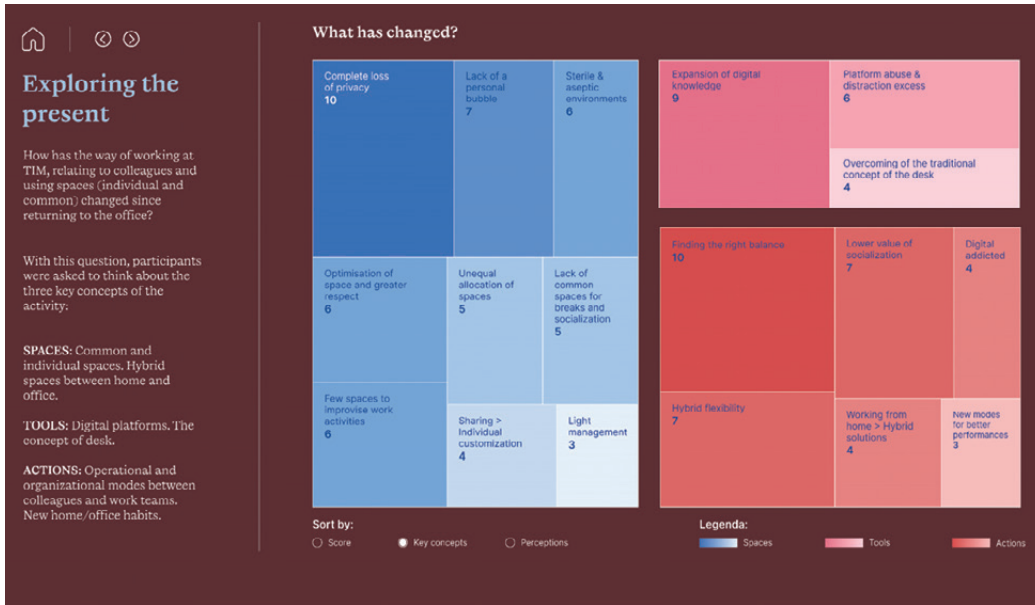 Exploring the
present
How has the way of working at
TIM, relating to colleagues and
using spaces (individual and
common) changed since
returning to the office?
With this question, participants
were asked to think about the
three key concepts of the
activity:
SPACES: Common and
individual spaces. Hybrid
spaces between home and
office.
TOOLS: Digital platforms. The
concept of desk.
ACTIONS: Operational and
organizational modes between
colleagues and work teams.
New home/office habits.
What has changed?
Complete loss
of privacy
10
Lack of a
personal
bubble
7
Sterile &
aseptic
environments
6
Optimisation of
space and greater
respect
6
Unequal
allocation of
spaces
5
Lack of
common
spaces for
breaks and
socialization
5
Few spaces to
improvise work
activities
6
Sharing >
Individual
customization
4
Light
management
3
Expansion of digital
knowledge
9
Platform abuse &
distraction excess
6
Overcoming of the traditional
concept of the desk
4
Finding the right balance
10
Lower value of
socialization
7
Digital
addicted
4
Hybrid flexibility
7
Working from
home > Hybrid
solutions
4
New modes
for better
performances
3
Sort by:
Score
Key concepts
Perceptions
Legenda:
Spaces
Tools
Actions